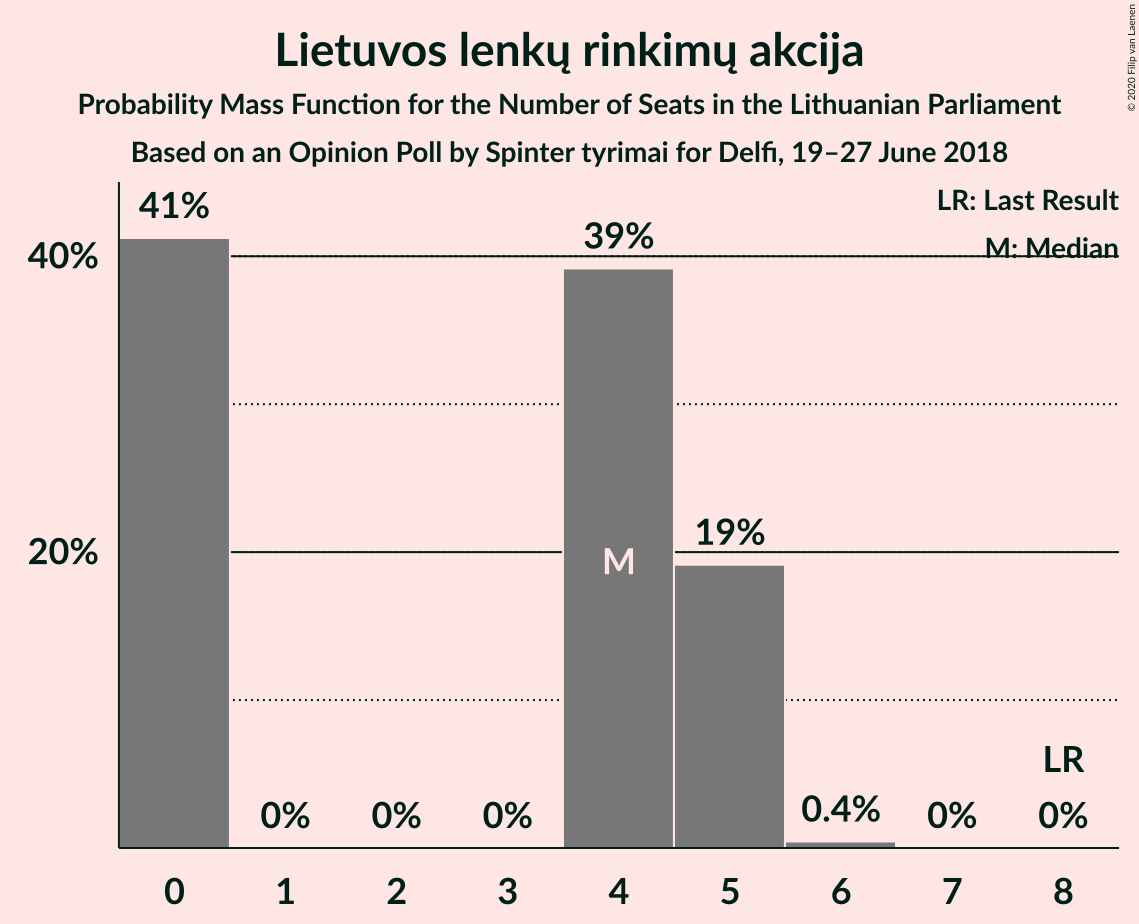 Lietuvos lenkų rinkimų akcija
Probability Mass Function for the Number of Seats in the Lithuanian Parliament
Based on an Opinion Poll by Spinter tyrimai for Delfi, 19–27 June 2018
© 2020 Filip van Laenen
LR: Last Result
M: Median
41%
39%
40%
19%
20%
M
LR
0% 0% 0% 0.4% 0% 0%
0 1 2 3 4 5 6 7 8